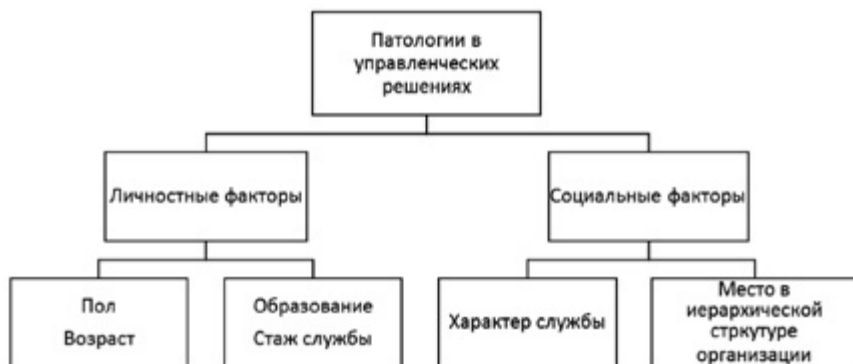 Патологии в
управленческих
решениях
Личностные факторы
Социальные факторы
Пол
Возраст
Образование
Стаж службы
Характер службы
Место в
иерархической
стркутуре
организации